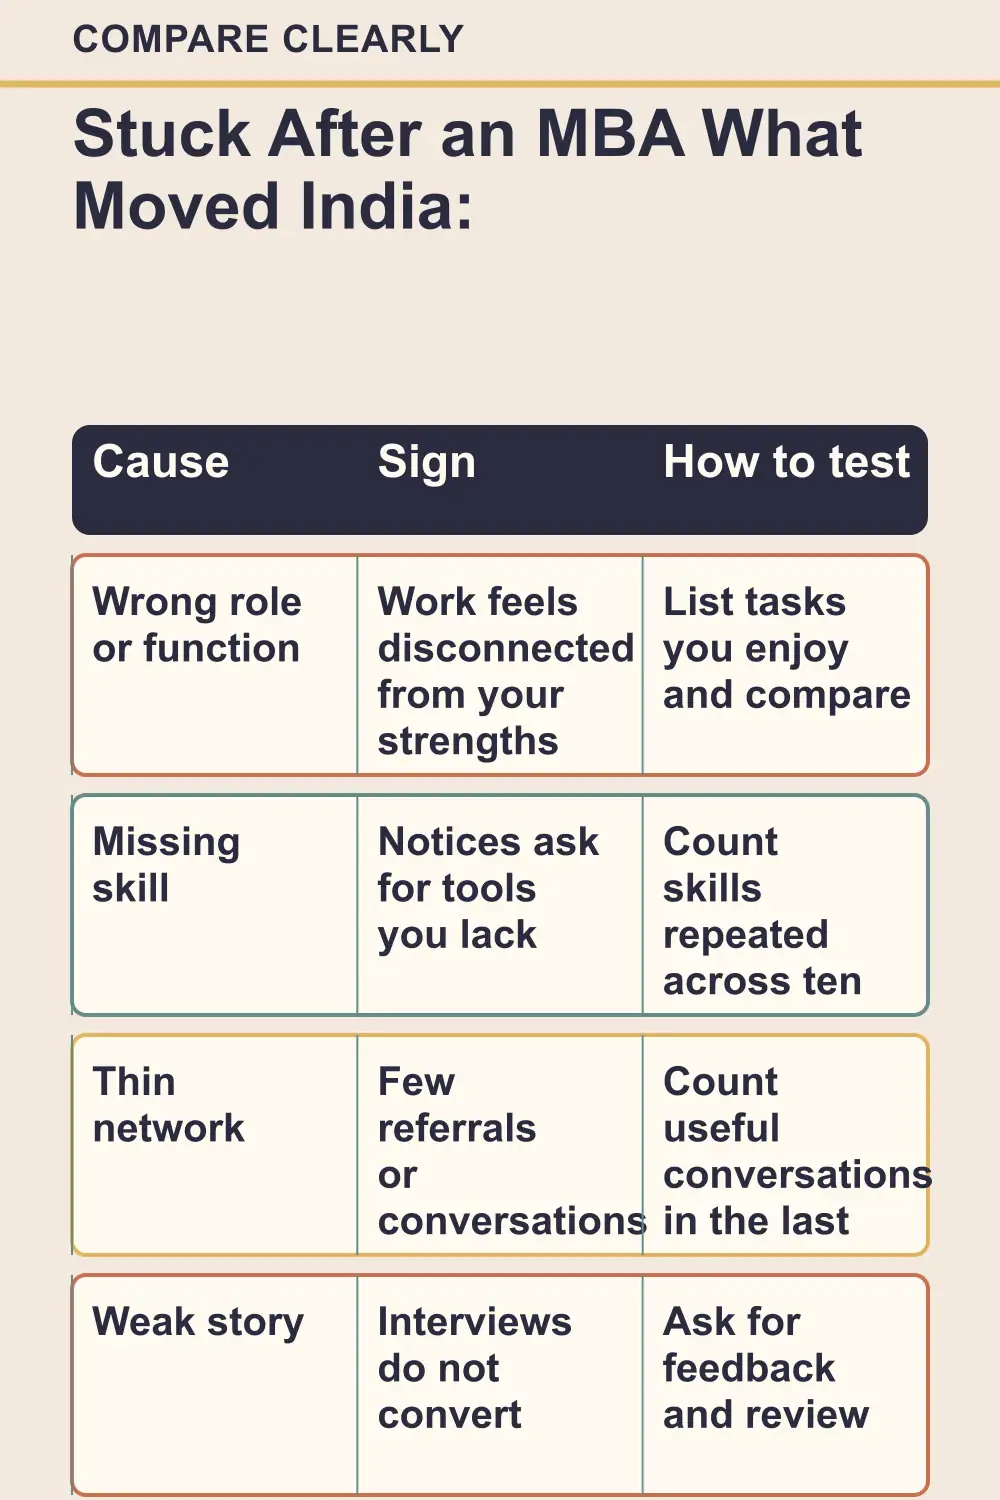 COMPARE CLEARLY
Stuck After an MBA What
Moved India:
Cause Sign How to test
Wrong role
or function
Work feels
disconnected
from your
strengths
List tasks
you enjoy
and compare
Missing
skill
Notices ask
for tools
you lack
Count
skills
repeated
across ten
Thin
network
Few
referrals
or
conversations
Count
useful
conversations
in the last
Weak story
Interviews
do not
convert
Ask for
feedback
and review